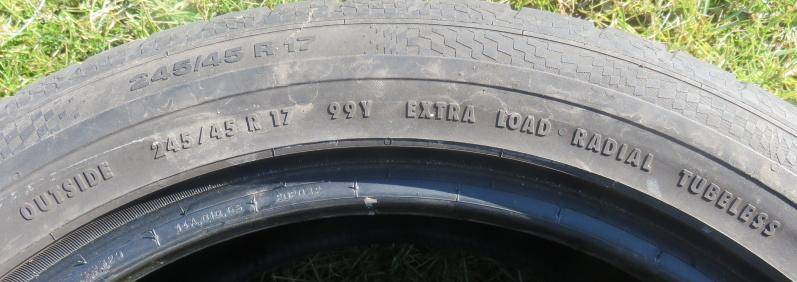 245/45 R 17
OUTSIDE 245/45 R 17 99Y EXTRA LOAD · RADIAL TUBELESS